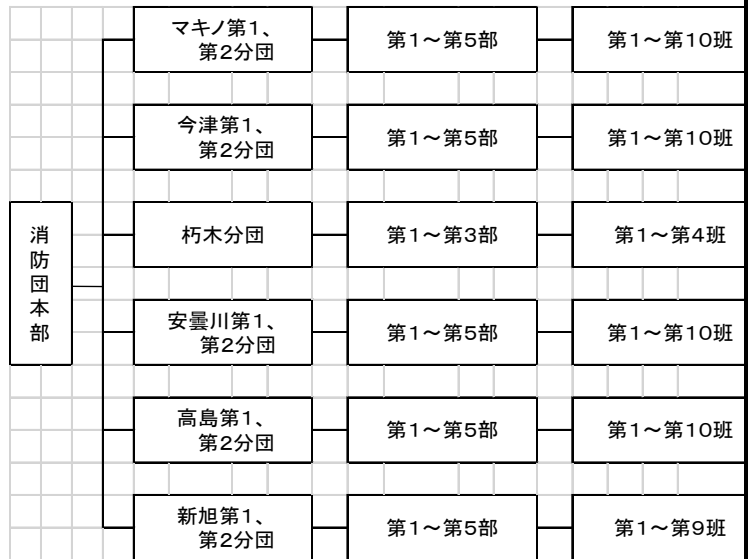 マキノ第1、
第2分団
第1～第5部
第1～第10班
今津第1、
第2分団
第1～第5部
第1～第10班
消防団本部
朽木分団
第1～第3部
第1～第4班
安曇川第1、
第2分団
第1～第5部
第1～第10班
高島第1、
第2分団
第1～第5部
第1～第10班
新旭第1、
第2分団
第1～第5部
第1～第9班